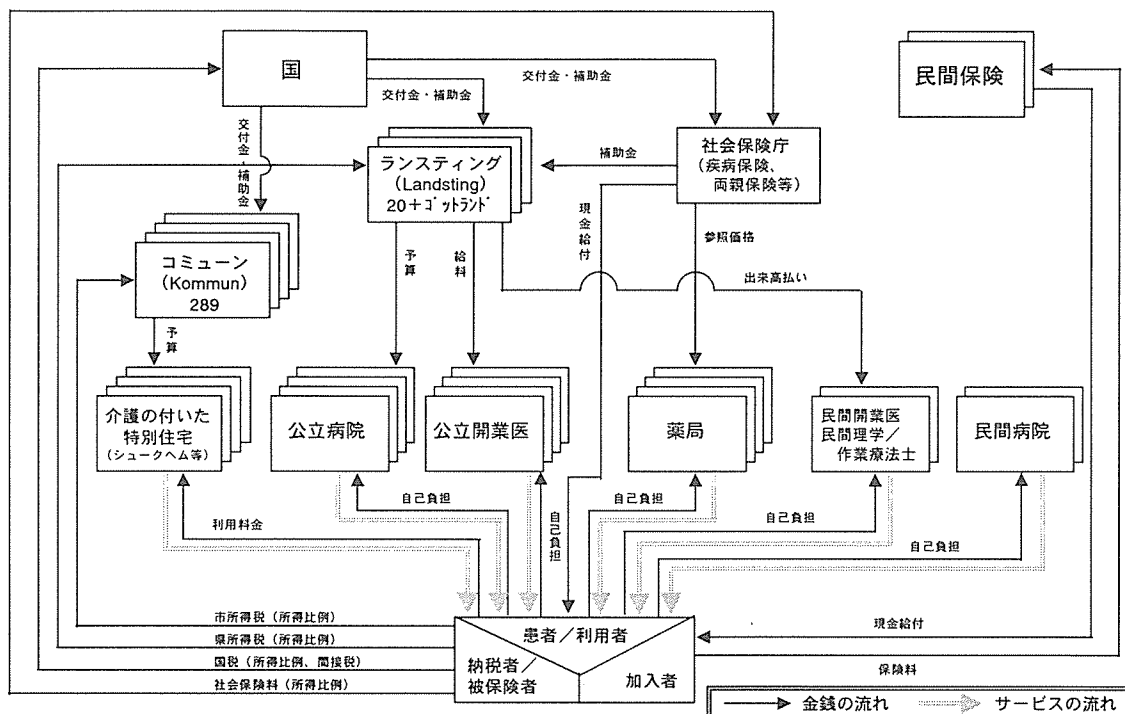 国
民間保険
交付金・補助金
交付金・補助金
交付金・補助金
ランスティング
(Landsting)
20+ゴットランド
補助金
社会保険庁
(疾病保険、
両親保険等)
現金給付
参照価格
コミューン
(Kommun)
289
予算
給料
出来高払い
予算
介護の付いた
特別住宅
(シュークヘム等)
公立病院
公立開業医
薬局
民間開業医
民間理学/
作業療法士
民間病院
利用料金
自己負担
自己負担
自己負担
自己負担
自己負担
市所得税(所得比例)
県所得税(所得比例)
国税(所得比例、間接税)
社会保険料(所得比例)
患者/利用者
納税者/
被保険者
加入者
現金給付
保険料
金銭の流れ
サービスの流れ